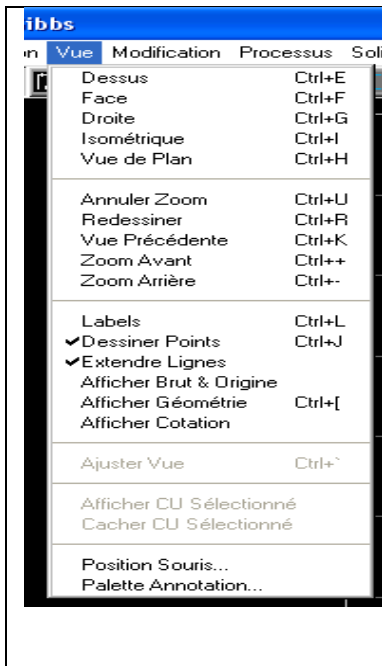 ibbs
n Vue Modification Processus Soli
Dessus Ctrl+E
Face Ctrl+F
Droite Ctrl+G
Isométrique Ctrl+I
Vue de Plan Ctrl+H
Annuler Zoom Ctrl+U
Redessiner Ctrl+R
Vue Précédente Ctrl+K
Zoom Avant Ctrl++
Zoom Arrière Ctrl+-
Labels Ctrl+L
✔Dessiner Points Ctrl+J
✔Extendre Lignes
Afficher Brut & Origine
Afficher Géométrie Ctrl+[
Afficher Cotation
Ajuster Vue Ctrl+`
Afficher CU Sélectionné
Cacher CU Sélectionné
Position Souris...
Palette Annotation...